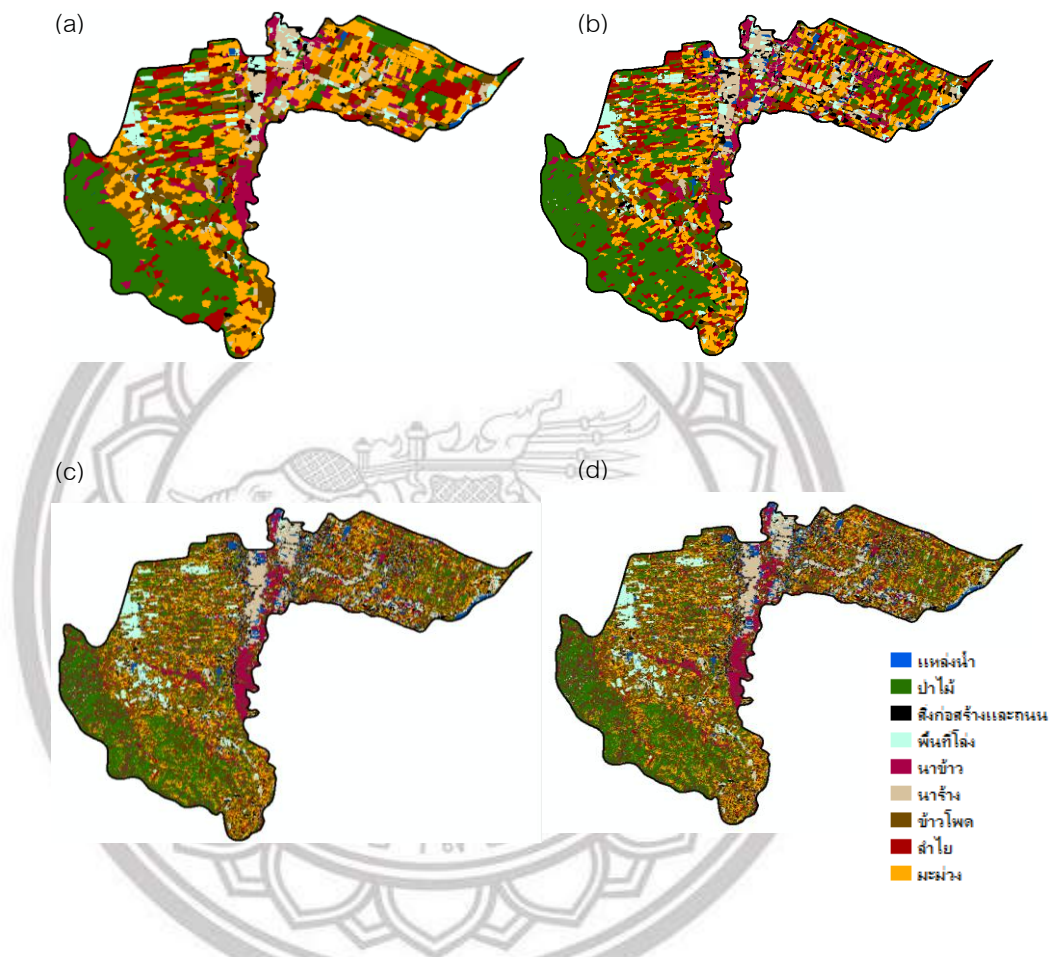 (a)
(b)
(c)
(d)
แหล่งน้ำ
ป่าไม้
สิ่งก่อสร้างและถนน
พื้นที่โล่ง
นาข้าว
นาร้าง
ข้าวโพด
ลำไย
มะม่วง